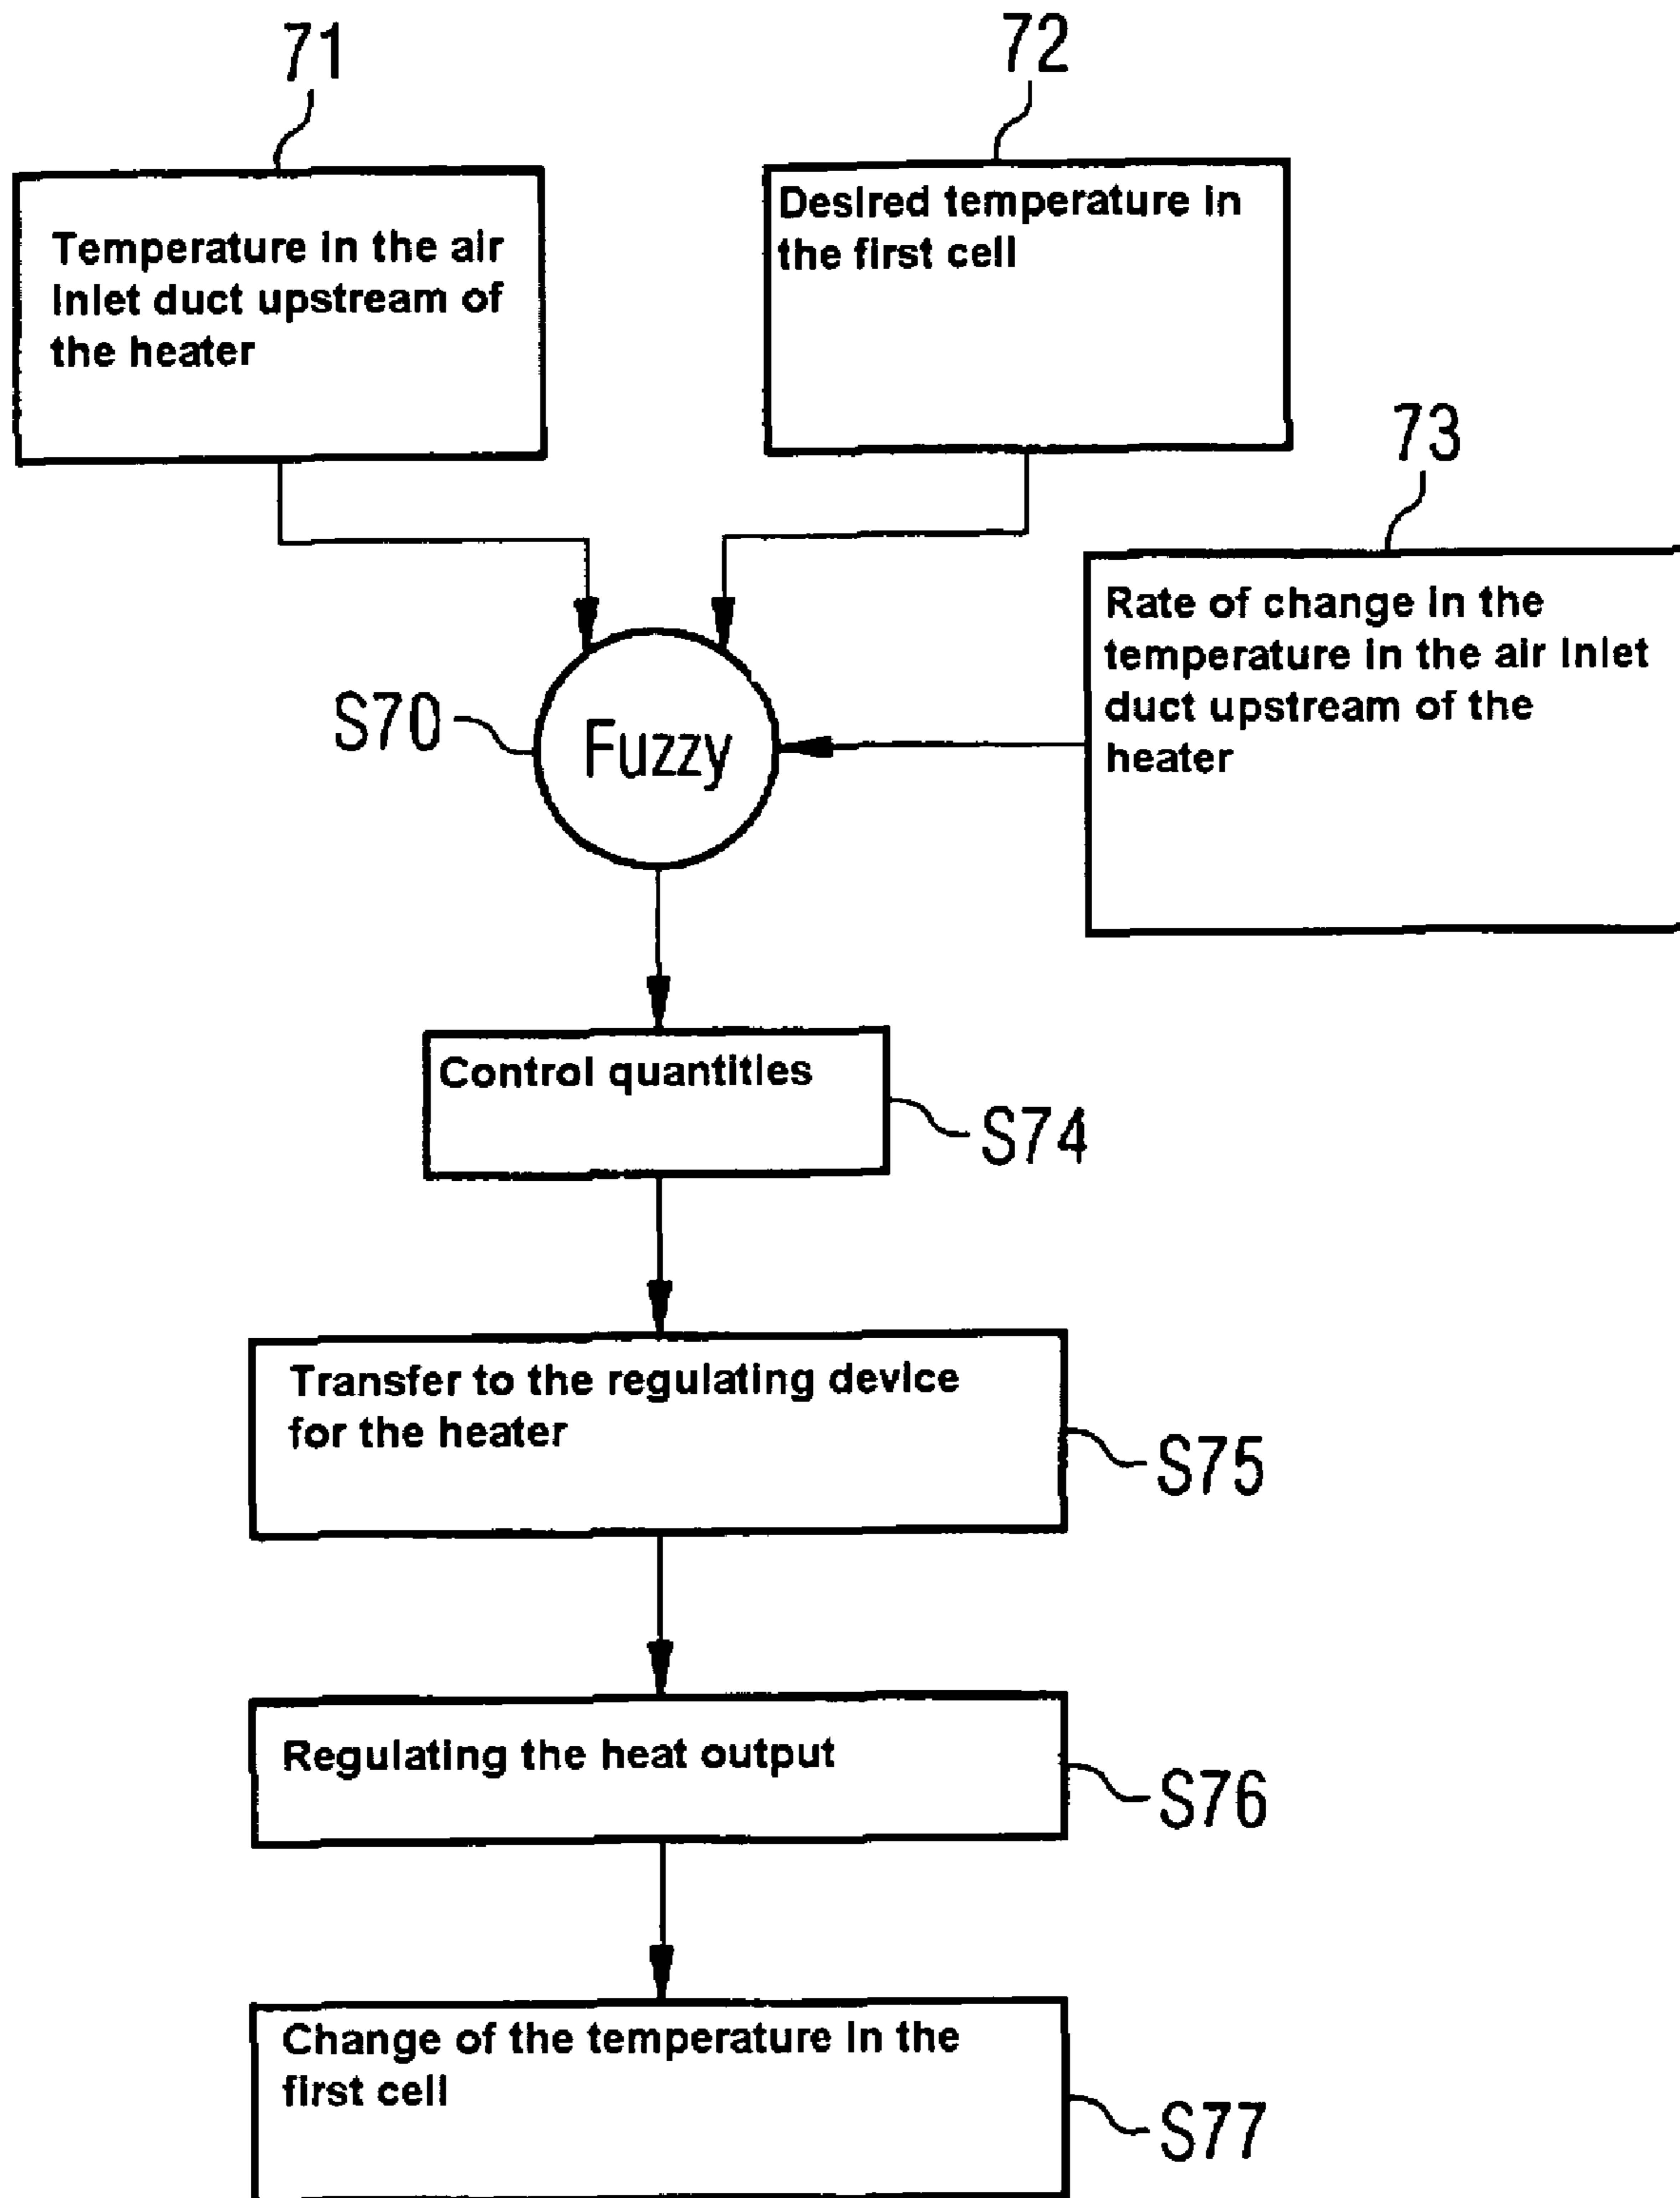 71
72
Temperature in the air
inlet duct upstream of
the heater
Desired temperature in
the first cell
73
Rate of change in the
temperature in the air inlet
duct upstream of the
heater
S70
Fuzzy
Control quantities
S74
Transfer to the regulating device
for the heater
S75
Regulating the heat output
S76
Change of the temperature in the
first cell
S77